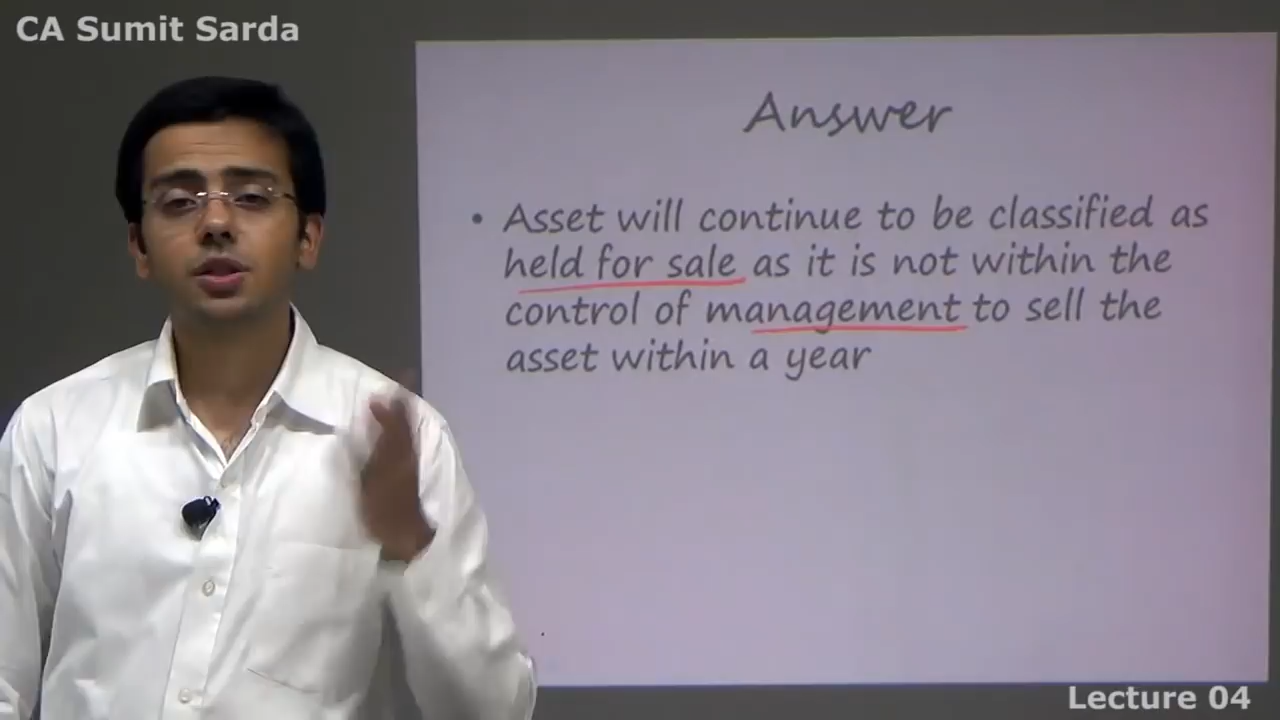 CA Sumit Sarda
Answer
• Asset will continue to be classified as
held for sale as it is not within the
control of management to sell the
asset within a year
Lecture 04